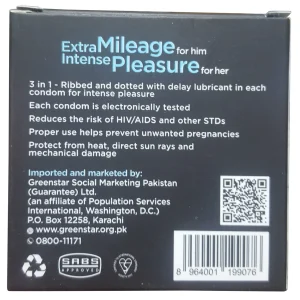 ExtraMileage for him
Intense Pleasure for her
3 in 1 - Ribbed and dotted with delay lubricant in each
condom for intense pleasure
Each condom is electronically tested
Reduces the risk of HIV/AIDS and other STDs
Proper use helps prevent unwanted pregnancies
Protect from heat, direct sun rays and
mechanical damage
Imported and marketed by:
Greenstar Social Marketing Pakistan
(Guarantee) Ltd.
(an affiliate of Population Services
International, Washington, D.C.)
P.O. Box 12258, Karachi
www.greenstar.org.pk
0800-11171
SABS
APPROVED
8 964001 199076 >